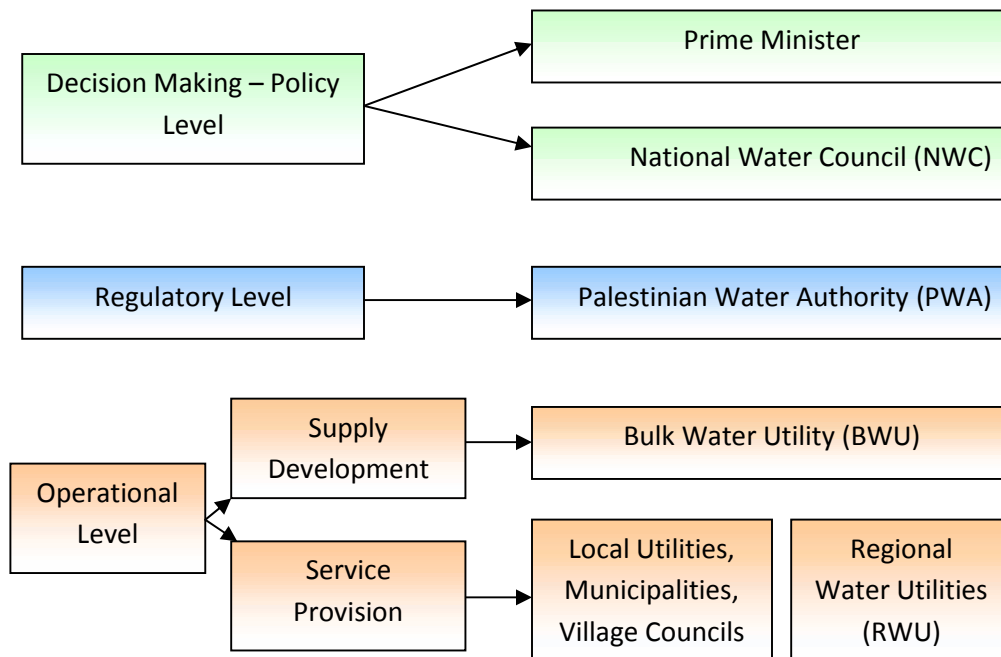 Decision Making – Policy
Level
Prime Minister
National Water Council (NWC)
Regulatory Level
Palestinian Water Authority (PWA)
Operational
Level
Supply
Development
Bulk Water Utility (BWU)
Service
Provision
Local Utilities,
Municipalities,
Village Councils
Regional
Water Utilities
(RWU)